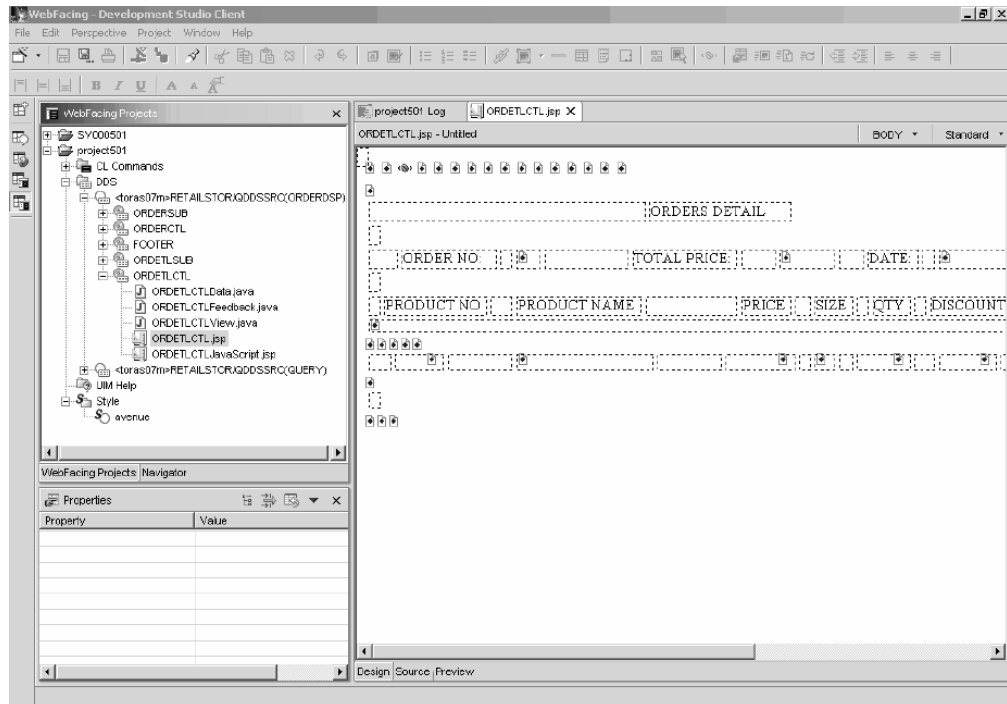 WebFacing - Development Studio Client
File Edit Perspective Project Window Help
B I U A A
WebFacing Projects
SY000501
project501
CL Commands
DDS
<toras07m>RETAILSTOR/QDDSSRC(ORDERDSP)
ORDERSUB
ORDERCTL
FOOTER
ORDETLSUB
ORDETLCTL
ORDETLCTLData.java
ORDETLCTLFeedback.java
ORDETLCTLView.java
ORDETLCTL.jsp
ORDETLCTLJavaScript.jsp
<toras07m>RETAILSTOR/QDDSSRC(QUERY)
UIM Help
Style
avenue
WebFacing Projects Navigator
Properties
Property Value
project501 Log ORDETLCTL.jsp
ORDETLCTL.jsp - Untitled BODY Standard
ORDERS DETAIL
ORDER NO: TOTAL PRICE: DATE:
PRODUCT NO PRODUCT NAME PRICE SIZE QTY DISCOUNT
Design Source Preview